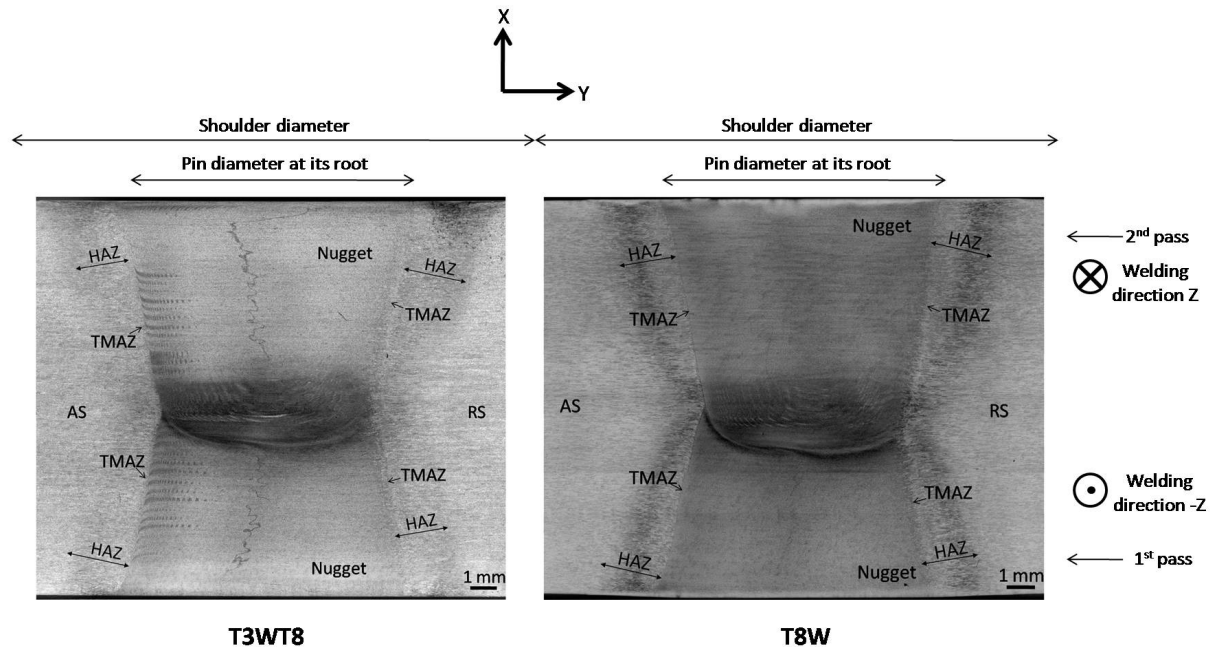 X
Y
Shoulder diameter
Shoulder diameter
Pin diameter at its root
Pin diameter at its root
HAZ
Nugget
HAZ
TMAZ
TMAZ
AS
RS
TMAZ
TMAZ
HAZ
HAZ
Nugget
1 mm
T3WT8
Nugget
HAZ
HAZ
TMAZ
TMAZ
AS
RS
TMAZ
TMAZ
HAZ
HAZ
Nugget
1 mm
T8W
2nd pass
Welding
direction Z
Welding
direction -Z
1st pass